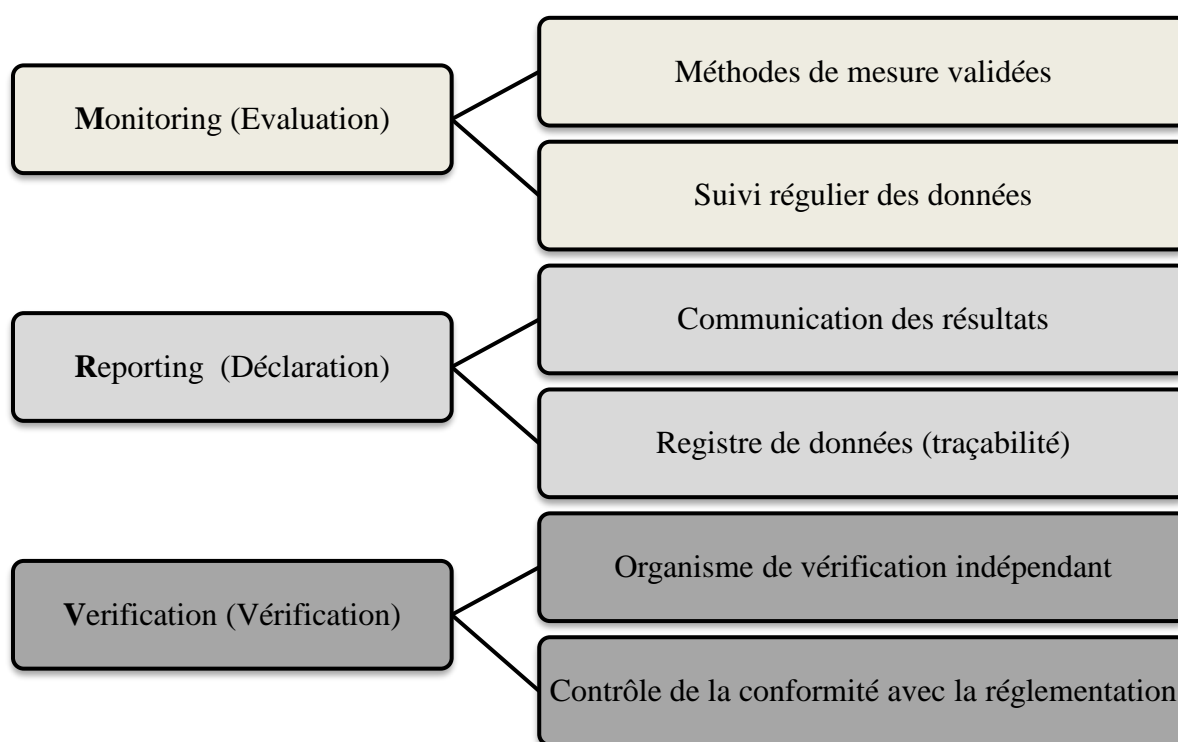 Monitoring (Evaluation)
Méthodes de mesure validées
Suivi régulier des données
Reporting (Déclaration)
Communication des résultats
Registre de données (traçabilité)
Verification (Vérification)
Organisme de vérification indépendant
Contrôle de la conformité avec la réglementation